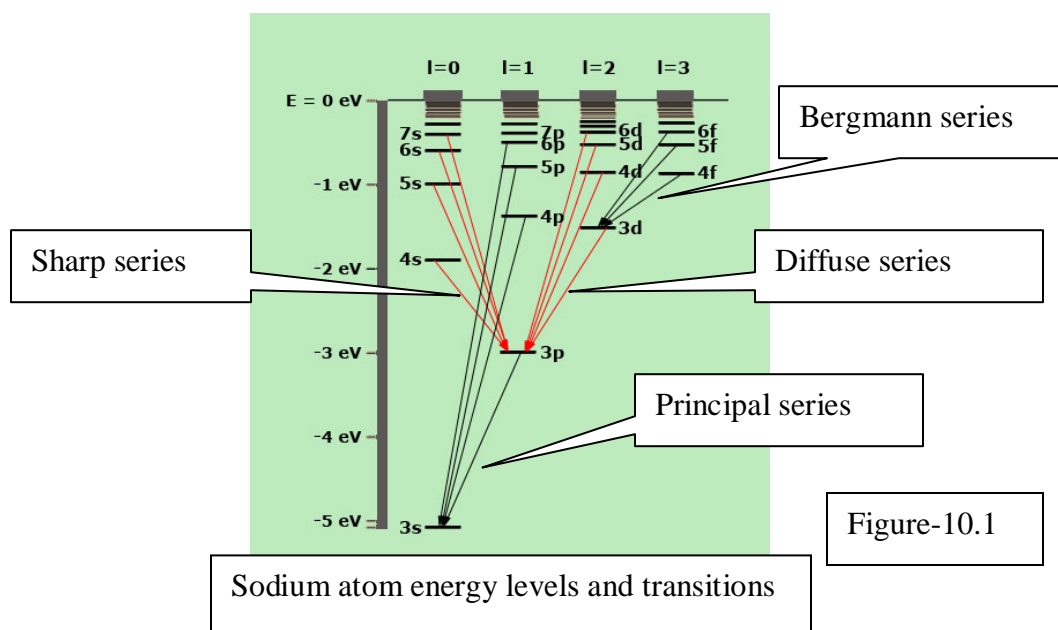 l=0 l=1 l=2 l=3
E = 0 eV
Bergmann series
7s 7p 6d 6f
6s 6p 5d 5f
5p 4d 4f
-1 eV
5s
4p 3d
Sharp series
4s
Diffuse series
-2 eV
-3 eV
3p
Principal series
-4 eV
-5 eV
3s
Figure-10.1
Sodium atom energy levels and transitions